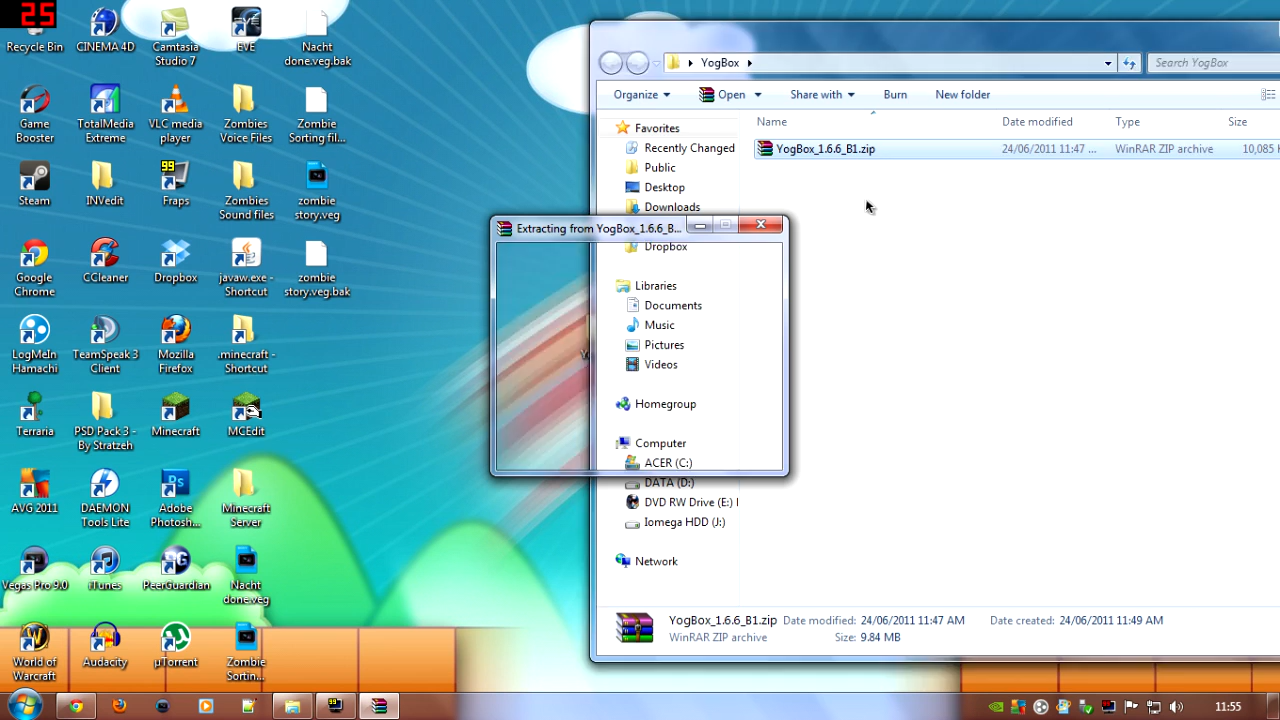 25
Recycle Bin
CINEMA 4D
Camtasia
Studio 7
EVE
EVE
Nacht
done.veg.bak
Game
Booster
TotalMedia
Extreme
VLC media
player
Zombies
Voice Files
Zombie
Sorting fil...
Steam
INVedit
99
Fraps
Zombies
Sound files
zombie
story.veg
Google
Chrome
CCleaner
Dropbox
javaw.exe -
Shortcut
zombie
story.veg.bak
LogMeIn
Hamachi
TeamSpeak 3
Client
Mozilla
Firefox
.minecraft -
Shortcut
Terraria
PSD Pack 3 -
By Stratzeh
Minecraft
MCEdit
AVG 2011
DAEMON
Tools Lite
Ps
Adobe
Photosh...
Minecraft
Server
Vegas Pro 9.0
iTunes
PeerGuardian
Nacht
done.veg
World of
Warcraft
Audacity
µTorrent
Zombie
Sortin...
YogBox
Search YogBox
Organize
Open
Share with
Burn
New folder
Name
Date modified
Type
Size
YogBox_1.6.6_B1.zip
24/06/2011 11:47 ...
WinRAR ZIP archive
10,085
Favorites
Recently Changed
Public
Desktop
Downloads
Extracting from YogBox_1.6.6_B...
Dropbox
Libraries
Documents
Music
Pictures
Videos
Homegroup
Computer
ACER (C:)
DATA (D:)
DVD RW Drive (E:)
Iomega HDD (J:)
Network
YogBox_1.6.6_B1.zip
Date modified: 24/06/2011 11:47 AM
Date created: 24/06/2011 11:49 AM
WinRAR ZIP archive
Size: 9.84 MB
11:55